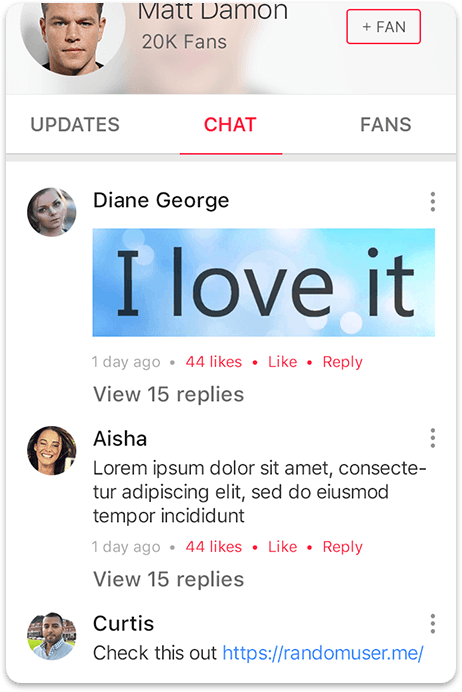 Matt Damon
20K Fans
+ FAN
UPDATES
CHAT
FANS
Diane George
I love it
1 day ago • 44 likes • Like • Reply
View 15 replies
Aisha
Lorem ipsum dolor sit amet, consecte-
tur adipiscing elit, sed do eiusmod
tempor incididunt
1 day ago • 44 likes • Like • Reply
View 15 replies
Curtis
Check this out https://randomuser.me/